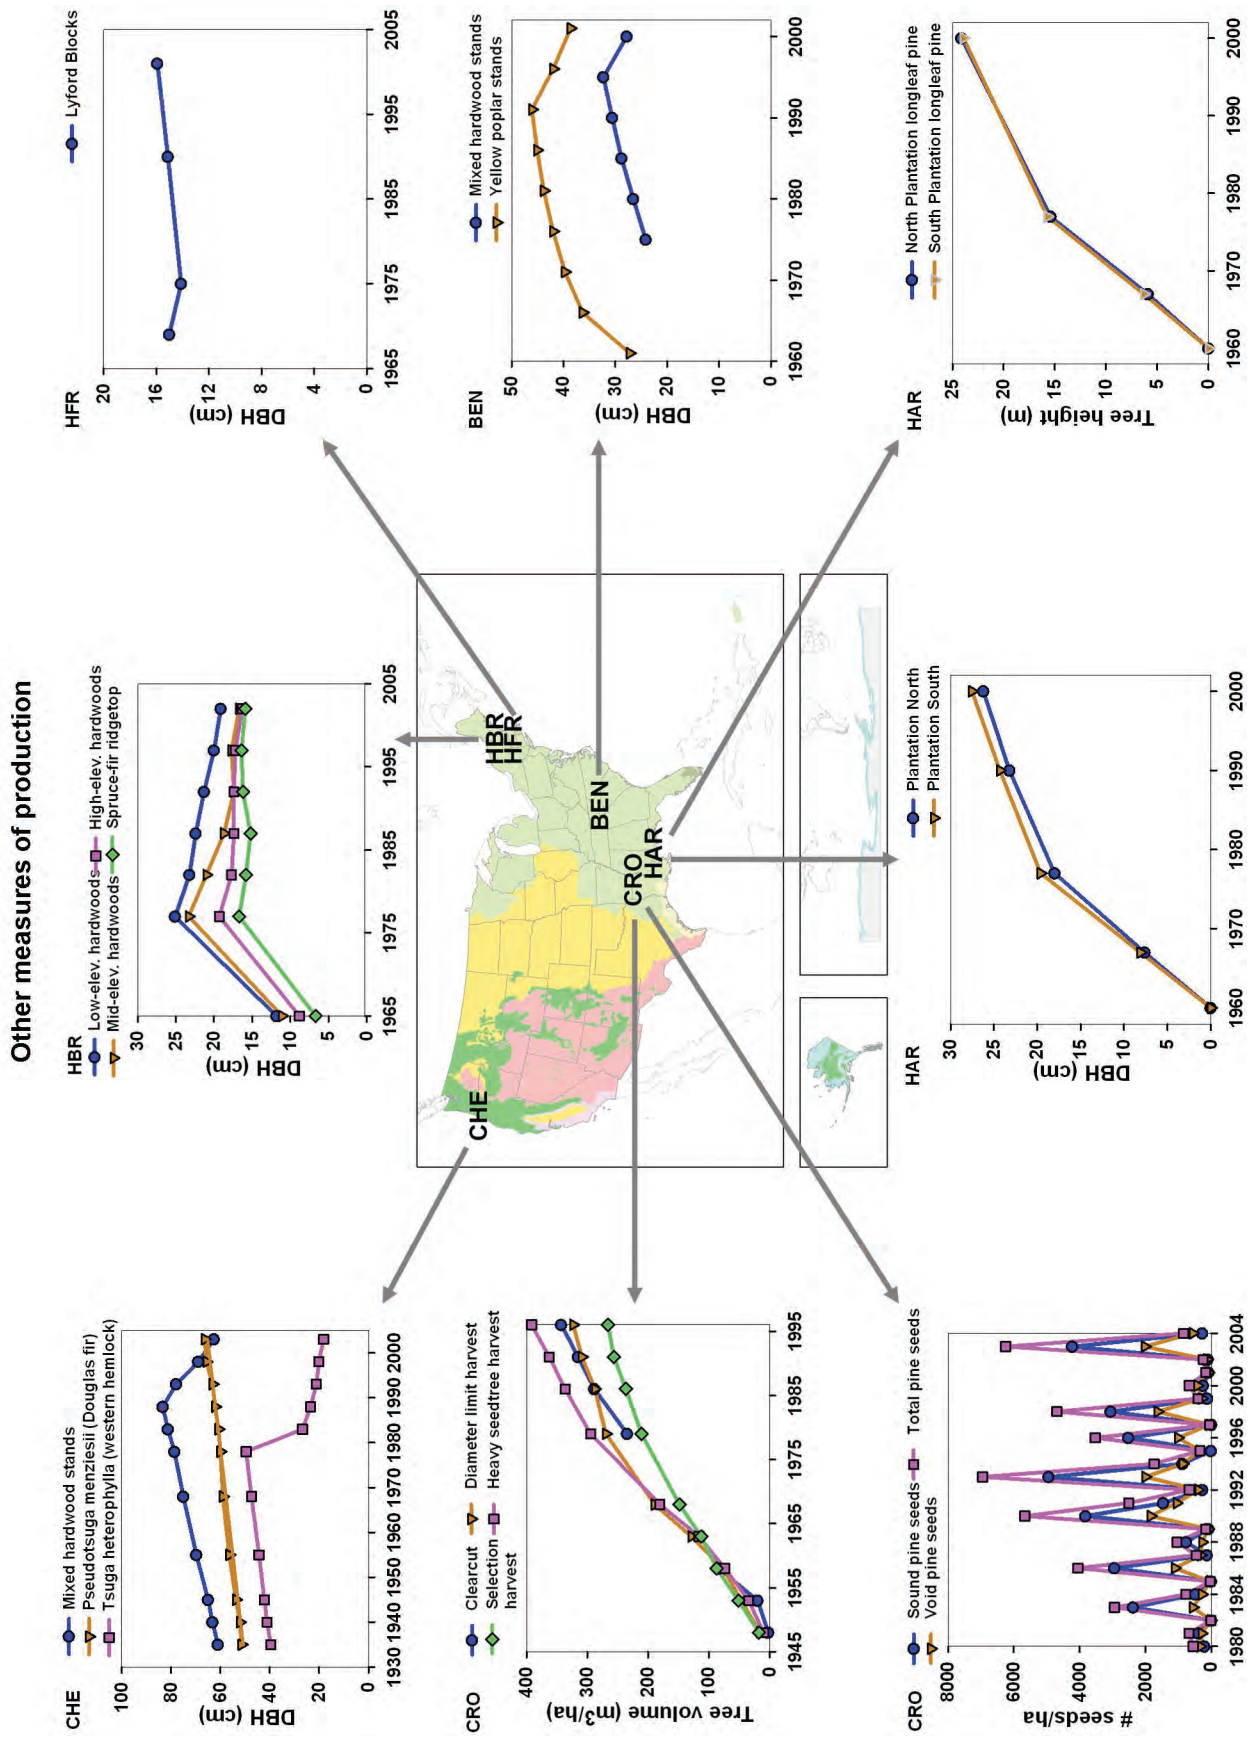 Other measures of production
CHE
Mixed hardwood stands
Pseudotsuga menziesii (Douglas fir)
Tsuga heterophylla (western hemlock)
DBH (cm)
100
80
60
40
20
0
1930 1940 1950 1960 1970 1980 1990 2000
HBR
Low-elev. hardwoods High-elev. hardwoods
Mid-elev. hardwoods Spruce-fir ridgetop
DBH (cm)
30
25
20
15
10
5
0
1965 1975 1985 1995 2005
HFR
Lyford Blocks
DBH (cm)
20
16
12
8
4
0
1965 1975 1985 1995 2005
CRO
Clearcut Diameter limit harvest
Selection Heavy seedtree harvest
harvest
Tree volume (m3/ha)
400
300
200
100
0
1945 1955 1965 1975 1985 1995
CHE
HBR
HFR
BEN
CRO
HAR
BEN
Mixed hardwood stands
Yellow poplar stands
DBH (cm)
50
40
30
20
10
0
1960 1970 1980 1990 2000
CRO
Sound pine seeds Total pine seeds
Void pine seeds
# seeds/ha
8000
6000
4000
2000
0
1980 1984 1988 1992 1996 2000 2004
HAR
Plantation North
Plantation South
DBH (cm)
30
25
20
15
10
5
0
1960 1970 1980 1990 2000
HAR
North Plantation longleaf pine
South Plantation longleaf pine
Tree height (m)
25
20
15
10
5
0
1960 1970 1980 1990 2000